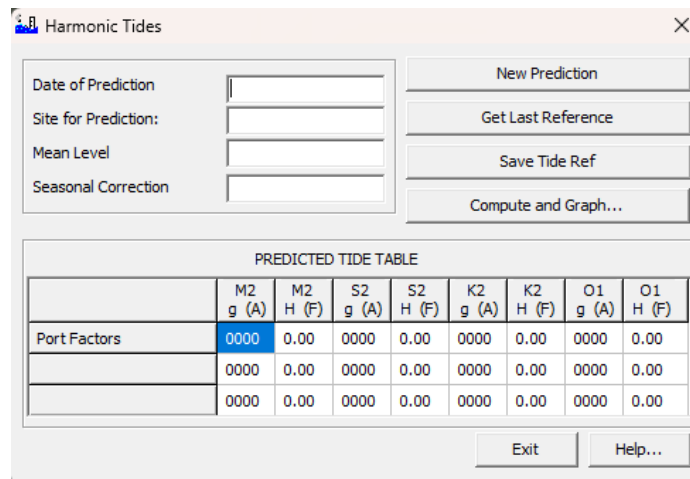 Harmonic Tides
Date of Prediction
Site for Prediction:
Mean Level
Seasonal Correction
New Prediction
Get Last Reference
Save Tide Ref
Compute and Graph...
PREDICTED TIDE TABLE
M2 g (A) M2 H (F) S2 g (A) S2 H (F) K2 g (A) K2 H (F) O1 g (A) O1 H (F)
Port Factors 0000 0.00 0000 0.00 0000 0.00 0000 0.00
0000 0.00 0000 0.00 0000 0.00 0000 0.00
0000 0.00 0000 0.00 0000 0.00 0000 0.00
Exit Help...